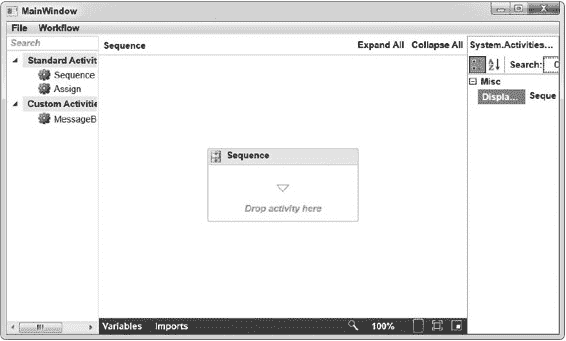 MainWindow
File Workflow
Search
Standard Activit
Sequence
Assign
Custom Activitie
MessageB
Sequence
Expand All Collapse All
Sequence
Drop activity here
Variables Imports
100%
System.Activities...
Search:
Misc
Displa... Seque